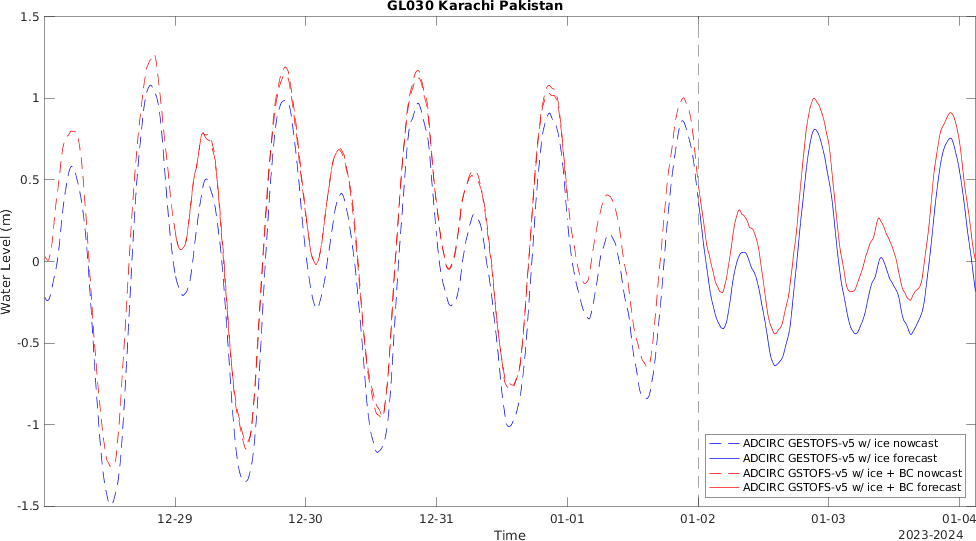 GL030 Karachi Pakistan
1.5
1
0.5
0
-0.5
-1
-1.5
Water Level (m)
ADCIRC GESTOFS-v5 w/ ice nowcast
ADCIRC GESTOFS-v5 w/ ice forecast
ADCIRC GSTOFS-v5 w/ ice + BC nowcast
ADCIRC GSTOFS-v5 w/ ice + BC forecast
12-29 12-30 12-31 01-01 01-02 01-03 01-04
Time
2023-2024